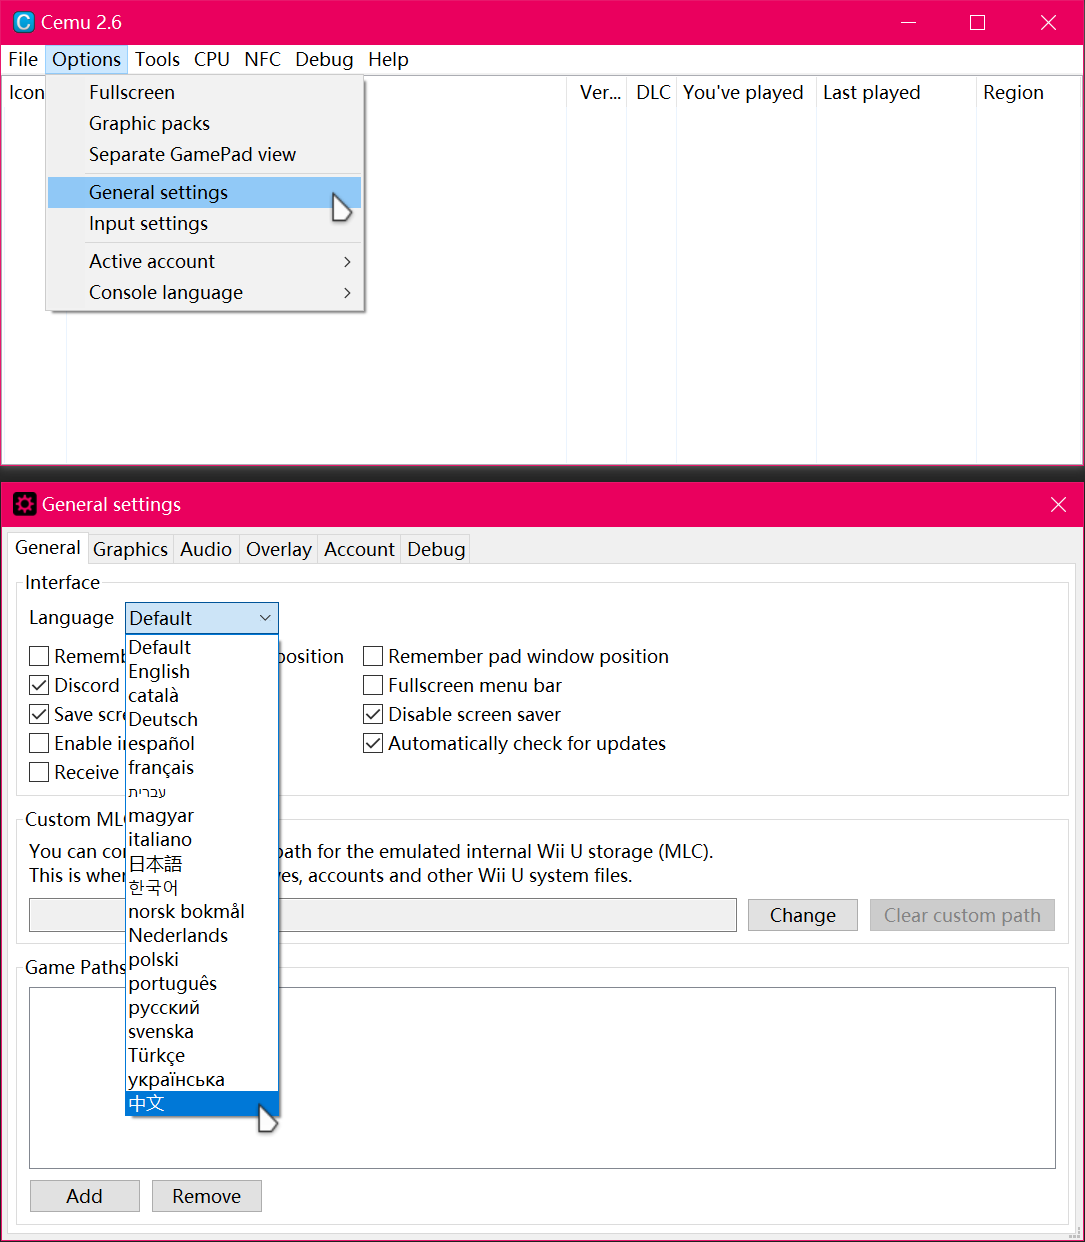 Cemu 2.6
File Options Tools CPU NFC Debug Help
Icon Ver... DLC You've played Last played Region
Fullscreen
Graphic packs
Separate GamePad view
General settings
Input settings
Active account
Console language
General settings
General Graphics Audio Overlay Account Debug
Interface
Language Default
Default
English
català
Deutsch
español
français
עברית
magyar
italiano
日本語
한국어
norsk bokmål
Nederlands
polski
português
русский
svenska
Türkçe
українська
中文
position Remember pad window position
Discord Fullscreen menu bar
Save Disable screen saver
Enable Automatically check for updates
Receive
Custom
You can path for the emulated internal Wii U storage (MLC).
This is accounts and other Wii U system files.
Change Clear custom path
Game Paths
Add Remove